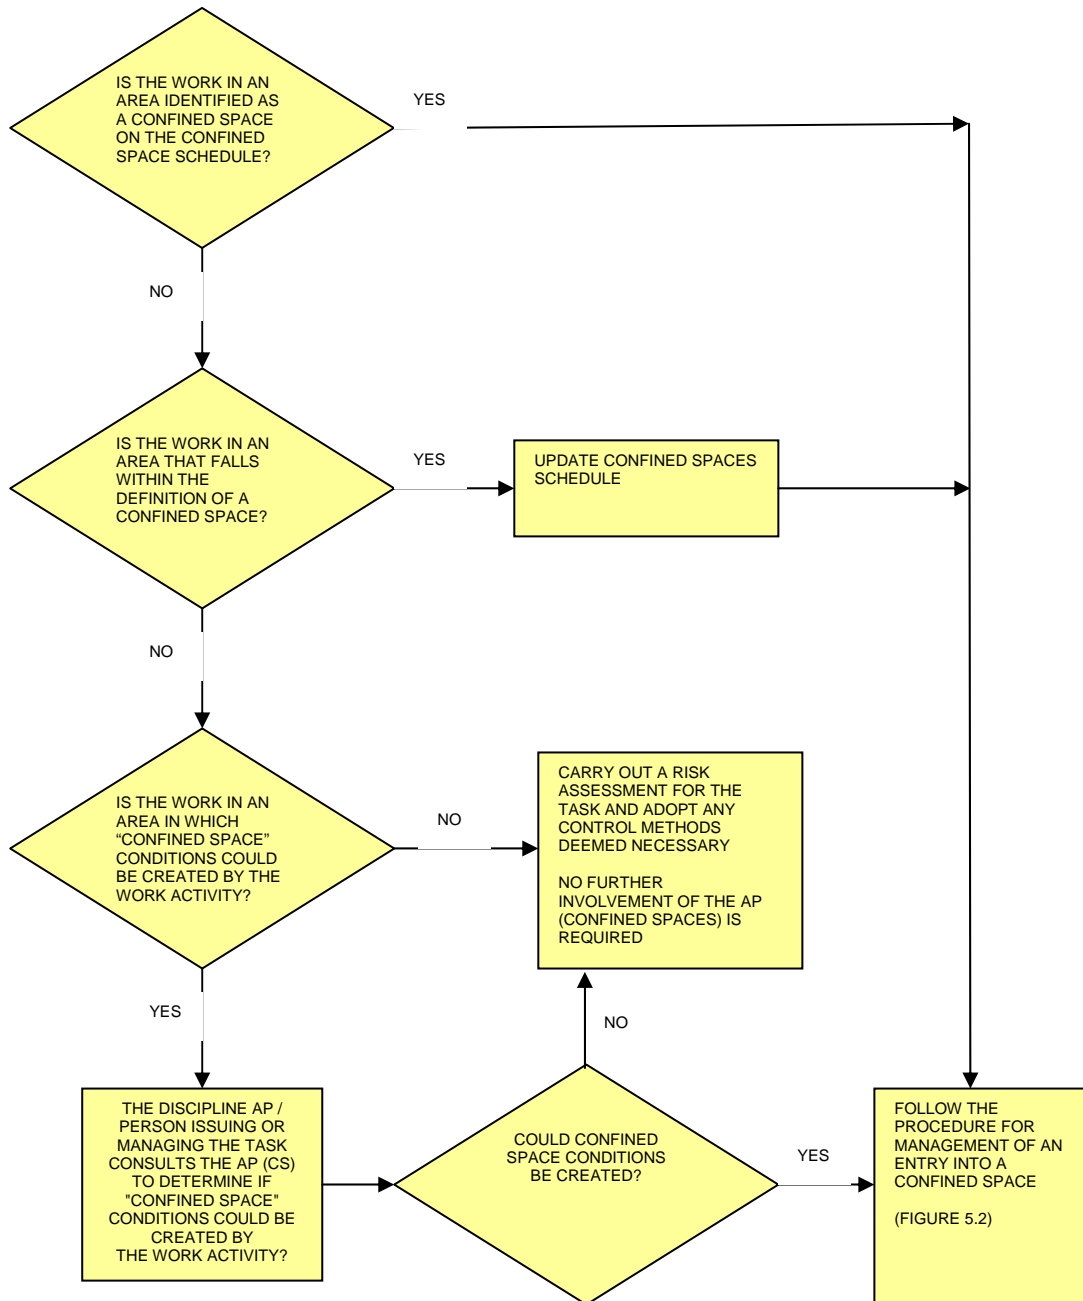 IS THE WORK IN AN
AREA IDENTIFIED AS
A CONFINED SPACE
ON THE CONFINED
SPACE SCHEDULE?
YES
NO
IS THE WORK IN AN
AREA THAT FALLS
WITHIN THE
DEFINITION OF A
CONFINED SPACE?
YES
UPDATE CONFINED SPACES
SCHEDULE
NO
IS THE WORK IN AN
AREA IN WHICH
“CONFINED SPACE”
CONDITIONS COULD
BE CREATED BY THE
WORK ACTIVITY?
NO
CARRY OUT A RISK
ASSESSMENT FOR THE
TASK AND ADOPT ANY
CONTROL METHODS
DEEMED NECESSARY
NO FURTHER
INVOLVEMENT OF THE AP
(CONFINED SPACES) IS
REQUIRED
YES
NO
THE DISCIPLINE AP /
PERSON ISSUING OR
MANAGING THE TASK
CONSULTS THE AP (CS)
TO DETERMINE IF
"CONFINED SPACE"
CONDITIONS COULD BE
CREATED BY
THE WORK ACTIVITY?
COULD CONFINED
SPACE CONDITIONS
BE CREATED?
YES
FOLLOW THE
PROCEDURE FOR
MANAGEMENT OF AN
ENTRY INTO A
CONFINED SPACE
(FIGURE 5.2)